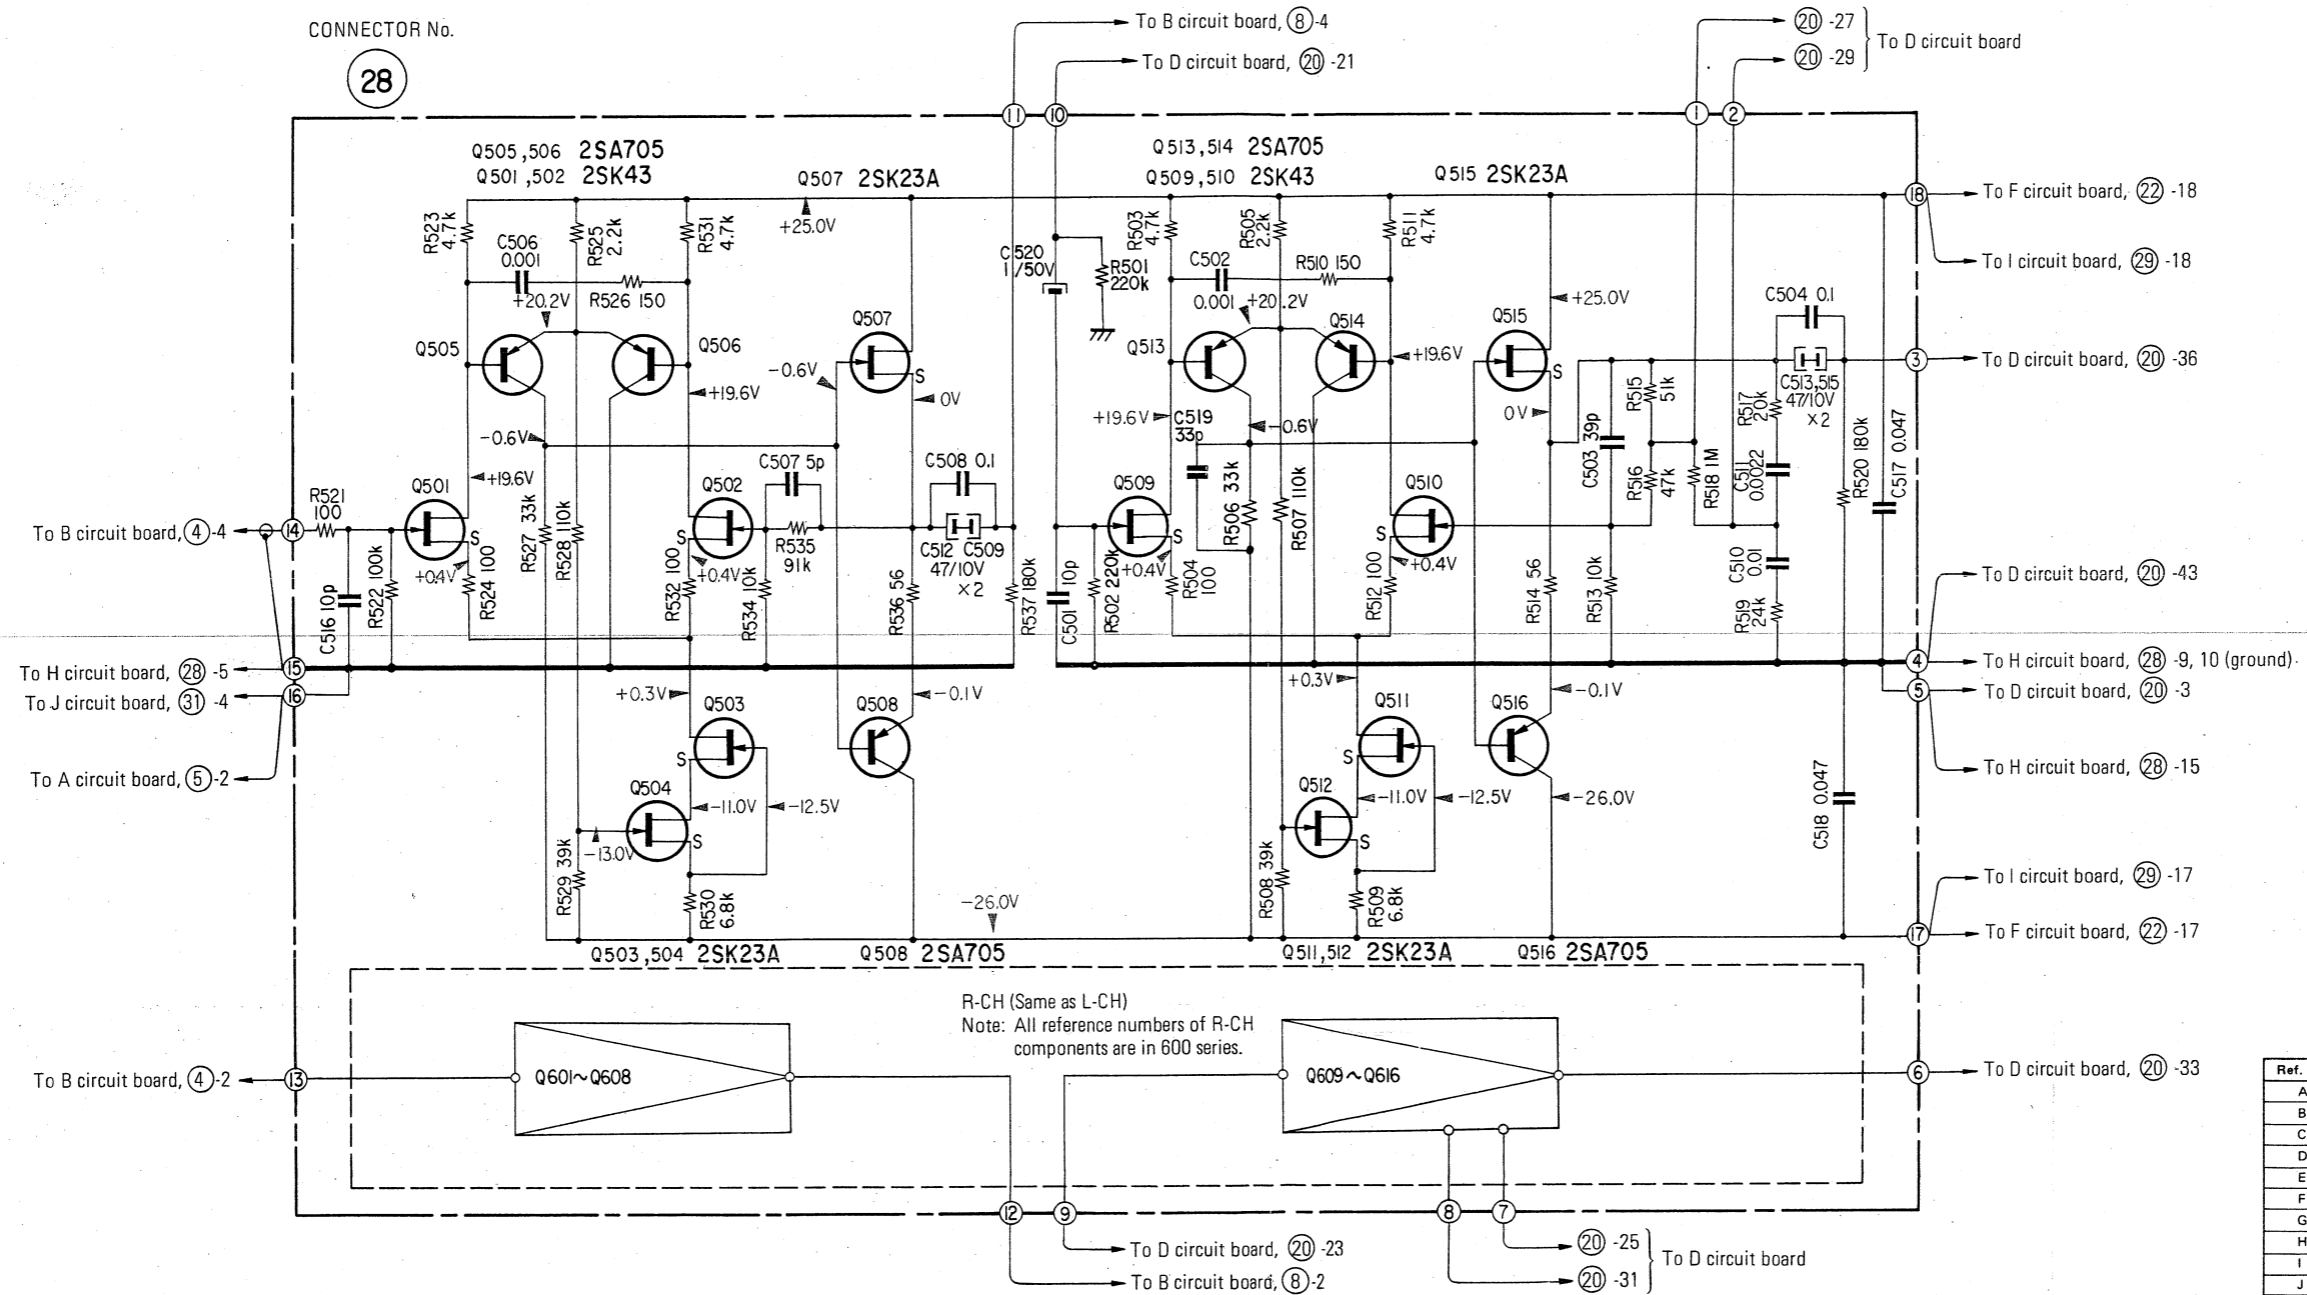 CONNECTOR No.
28
To B circuit board, 8-4
To D circuit board, 20 -21
20 -27
20 -29
To D circuit board
11
10
1
2
Q505,506 2SA705
Q501,502 2SK43
Q507 2SK23A
Q513,514 2SA705
Q509,510 2SK43
Q515 2SK23A
18
To F circuit board, 22 -18
To I circuit board, 29 -18
R523 4.7k
C506 0.001
R525 2.2k
R531 4.7k
+25.0V
R526 150
+20.2V
C520 1/50V
R501 220k
R503 4.7k
C502 0.001
R505 2.2k
R510 150
R511 4.7k
+20.2V
+25.0V
C504 0.1
Q505
Q506
Q507
Q513
Q514
Q515
+19.6V
-0.6V
S
0V
+19.6V
S
0V
3
To D circuit board, 20 -36
C513,515
47/10V
×2
R515 51k
R517 20k
-0.6V
+19.6V
C519 33p
-0.6V
C503 39p
R516 47k
R518 1M
C511 0.0022
R520 180k
C517 0.047
+19.6V
C507 5p
C508 0.1
Q501
Q502
Q509
Q510
R521 100
To B circuit board, 4-4
14
S
S
S
S
R527 33k
R528 110k
R535 91k
C512 C509
47/10V
×2
R506 33k
R507 110k
C516 10p
R522 100k
+0.4V
R524 100
R532 100
+0.4V
R534 10k
R536 56
R537 180k
C501 10p
R502 220k
+0.4V
R504 100
R512 100
+0.4V
R514 56
R513 10k
C510 0.01
R519 24k
To D circuit board, 20 -43
To H circuit board, 28 -5
15
4
To H circuit board, 28 -9, 10 (ground)
To J circuit board, 31 -4
16
5
To D circuit board, 20 -3
+0.3V
-0.1V
+0.3V
-0.1V
Q503
Q508
Q511
Q516
S
S
To A circuit board, 5-2
To H circuit board, 28 -15
Q504
-11.0V
-12.5V
Q512
-11.0V
-12.5V
-26.0V
C518 0.047
S
S
-13.0V
R529 39k
R530 6.8k
R508 39k
R509 6.8k
-26.0V
To I circuit board, 29 -17
17
To F circuit board, 22 -17
Q503,504 2SK23A
Q508 2SA705
Q511,512 2SK23A
Q516 2SA705
R-CH (Same as L-CH)
Note: All reference numbers of R-CH
components are in 600 series.
To B circuit board, 4-2
13
Q601~Q608
Q609~Q616
6
To D circuit board, 20 -33
12
9
8
7
To D circuit board, 20 -23
To B circuit board, 8-2
20 -25
20 -31
To D circuit board
Ref.
A
B
C
D
E
F
G
H
I
J